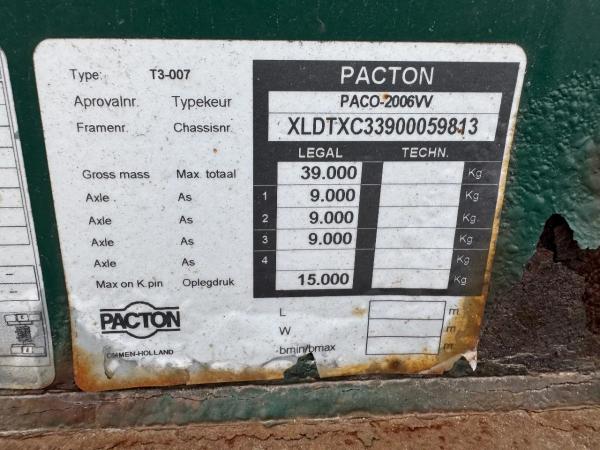 Type: T3-007 PACTON
Aprovalnr. Typekeur PACO-2006VV
Framenr. Chassisnr. XLDTXC33900059813
LEGAL TECHN.
Gross mass Max. totaal 39.000 Kg
Axle As 1 9.000 Kg
Axle As 2 9.000 Kg
Axle As 3 9.000 Kg
Axle As 4 Kg
Max on K.pin Oplegdruk 15.000 Kg
PACTON
OMMEN-HOLLAND
L m
W m
bmin/bmax m